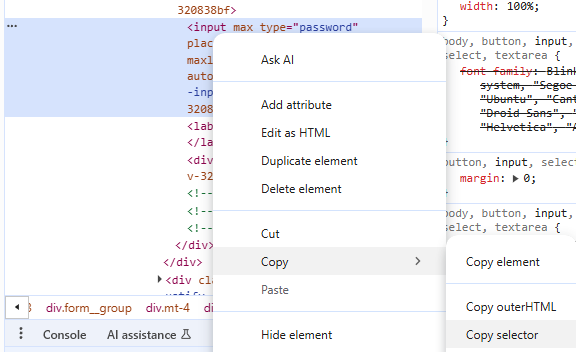 320838bf>
<input max type="password"
plac
maxl
auto
-inp
3208
<lab
</la
<div
v-32
<!--
<!--
<!--
</div>
</div>
<div cla
Ask AI
Add attribute
Edit as HTML
Duplicate element
Delete element
Cut
Copy
Paste
Hide element
Copy element
Copy outerHTML
Copy selector
width: 100%;
}
body, button, input,
select, textarea {
font-family: Blink
system, "Segoe
"Ubuntu", "Cant
"Droid Sans", "
"Helvetica", "A
button, input, selec
margin: 0;
}
body, button, input,
select, textarea {
div.form__group
div.mt-4
Console
AI assistance